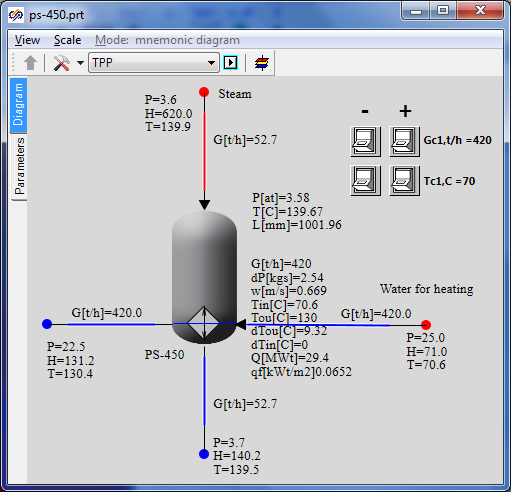 ps-450.prt
View Scale Mode: mnemonic diagram
TPP
Diagram
Parameters
Steam
P=3.6
H=620.0
T=139.9
G[t/h]=52.7
- +
Gc1,t/h =420
Tc1,C =70
P[at]=3.58
T[C]=139.67
L[mm]=1001.96
G[t/h]=420
dP[kgs]=2.54
w[m/s]=0.669
Tin[C]=70.6
Tou[C]=130
dTou[C]=9.32
dTin[C]=0
Q[MWt]=29.4
qf[kWt/m2]0.0652
Water for heating
G[t/h]=420.0
P=25.0
H=71.0
T=70.6
G[t/h]=420.0
P=22.5
H=131.2
T=130.4
PS-450
G[t/h]=52.7
P=3.7
H=140.2
T=139.5